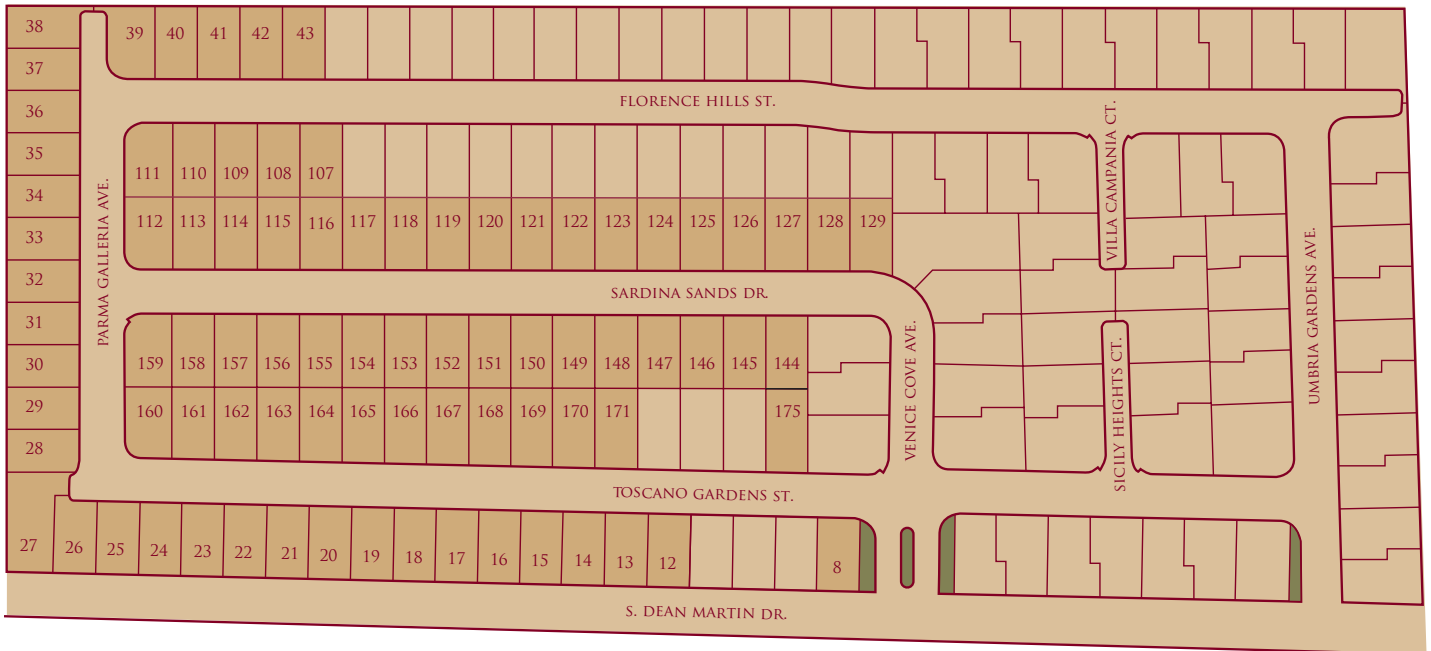 38
39 40 41 42 43
37
36
FLORENCE HILLS ST.
VILLA CAMPANIA CT.
35
111 110 109 108 107
34
112 113 114 115 116 117 118 119 120 121 122 123 124 125 126 127 128 129
33
PARMA GALLERIA AVE.
UMBRIA GARDENS AVE.
32
SARDINA SANDS DR.
31
VENICE COVE AVE.
SICILY HEIGHTS CT.
30
159 158 157 156 155 154 153 152 151 150 149 148 147 146 145 144
29
160 161 162 163 164 165 166 167 168 169 170 171 175
28
TOSCANO GARDENS ST.
27 26 25 24 23 22 21 20 19 18 17 16 15 14 13 12 8
S. DEAN MARTIN DR.